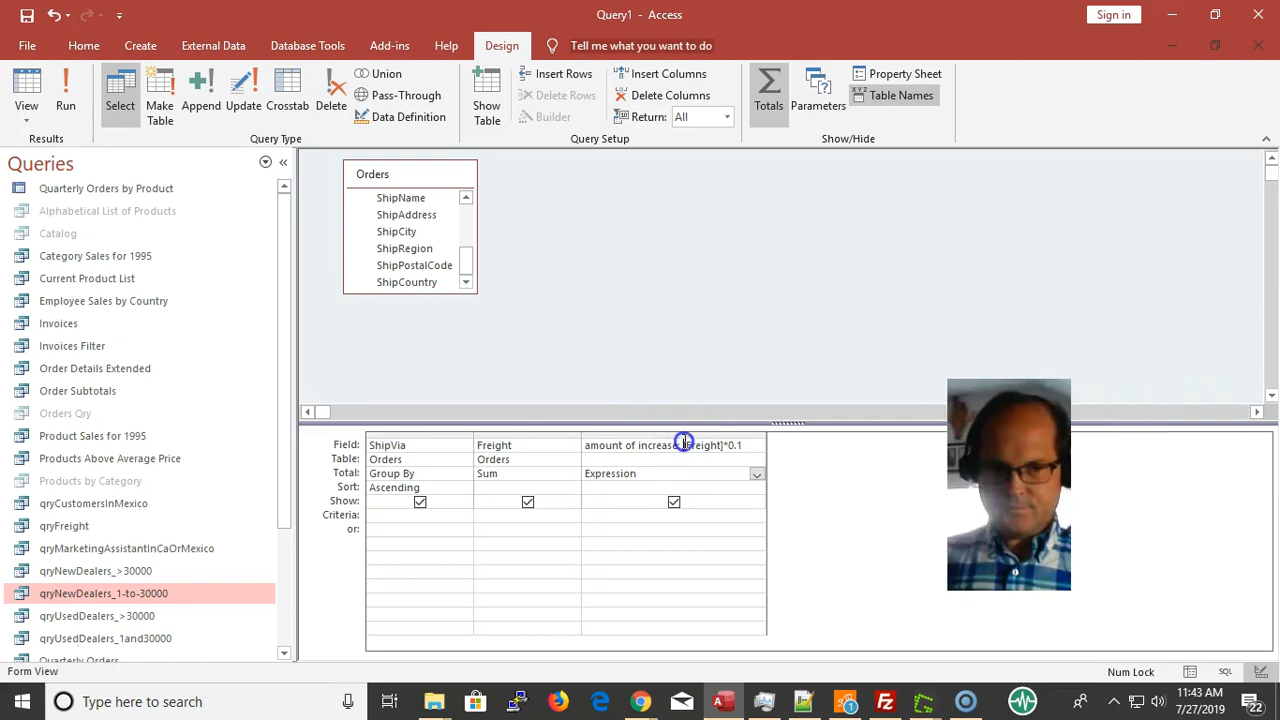 Query1 - Access
Sign in
File
Home
Create
External Data
Database Tools
Add-ins
Help
Design
Tell me what you want to do
View
Run
Select
Make Table
Append
Update
Crosstab
Delete
Union
Pass-Through
Data Definition
Show Table
Insert Rows
Delete Rows
Builder
Insert Columns
Delete Columns
Return: All
Totals
Parameters
Property Sheet
Table Names
Results
Query Type
Query Setup
Show/Hide
Queries
Quarterly Orders by Product
Alphabetical List of Products
Catalog
Category Sales for 1995
Current Product List
Employee Sales by Country
Invoices
Invoices Filter
Order Details Extended
Order Subtotals
Orders Qry
Product Sales for 1995
Products Above Average Price
Products by Category
qryCustomersInMexico
qryFreight
qryMarketingAssistantInCaOrMexico
qryNewDealers_>30000
qryNewDealers_1-to-30000
qryUsedDealers_>30000
qryUsedDealers_1and30000
Quarterly Orders
Orders
ShipName
ShipAddress
ShipCity
ShipRegion
ShipPostalCode
ShipCountry
Field: ShipVia Freight amount of increase: [Freight]*0.1
Table: Orders Orders
Total: Group By Sum Expression
Sort: Ascending
Show:
Criteria:
or:
Form View
Num Lock
SQL
Type here to search
11:43 AM
7/27/2019
22